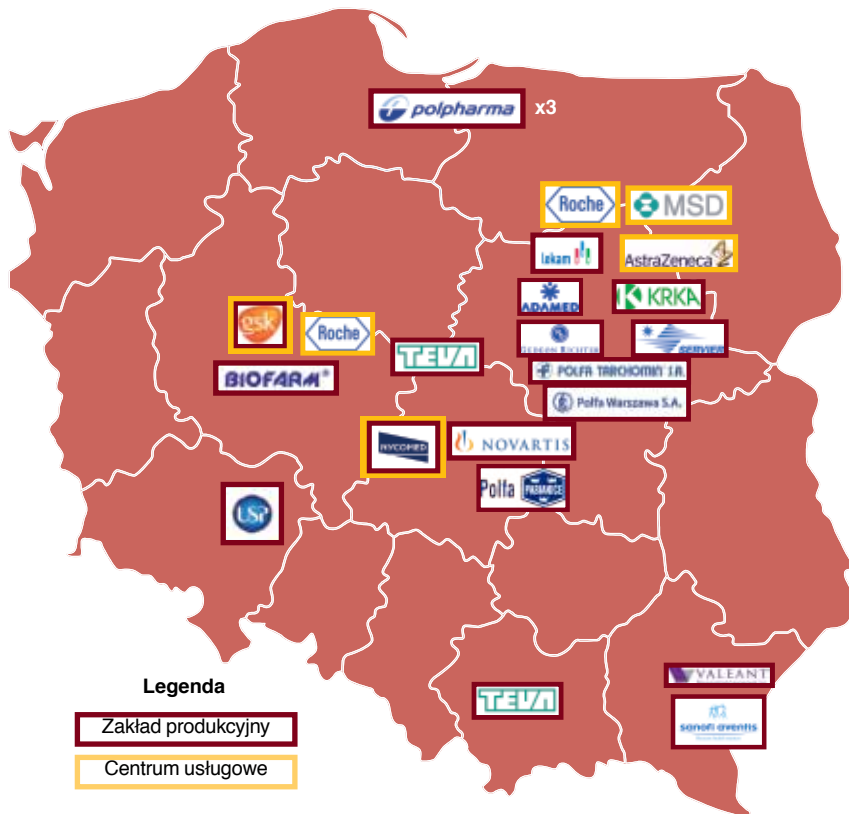 polpharma x3
Roche
MSD
lekam
AstraZeneca
ADAMED
KRKA
gsk
Roche
TEVA
GEDEON RICHTER
SERVIER
BIOFARM®
POLFA TARCHOMIN S.A.
Polfa Warszawa S.A.
NYCOMED
NOVARTIS
Polfa PABIANICE
USP
VALEANT
TEVA
sanofi aventis
Legenda
Zakład produkcyjny
Centrum usługowe